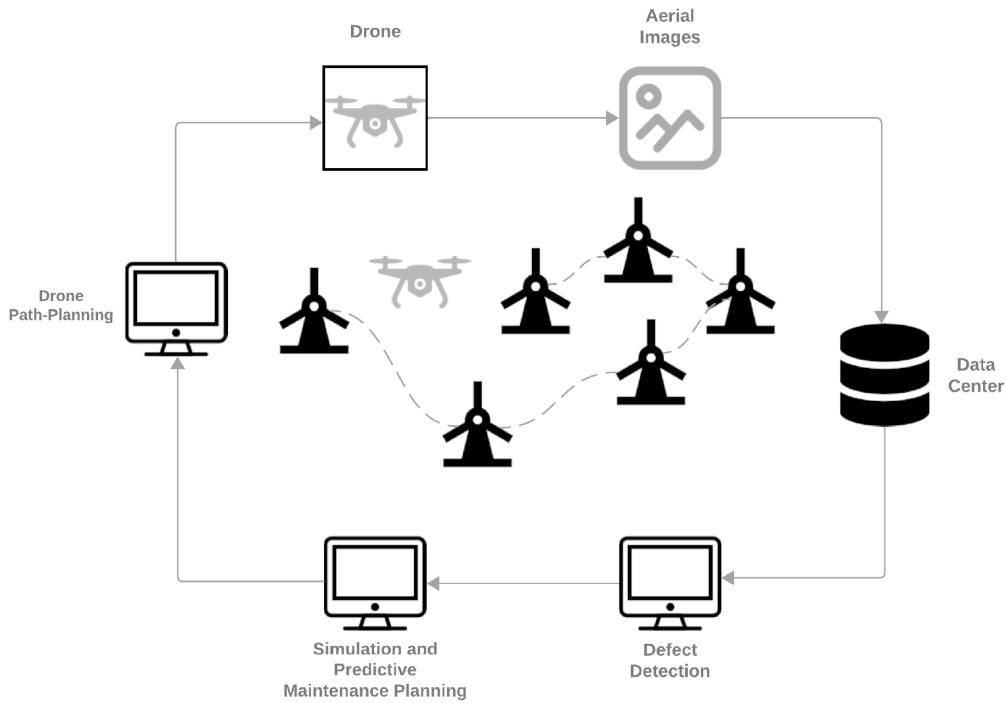 Drone
Aerial
Images
Drone
Path-Planning
Data
Center
Simulation and
Predictive
Maintenance Planning
Defect
Detection